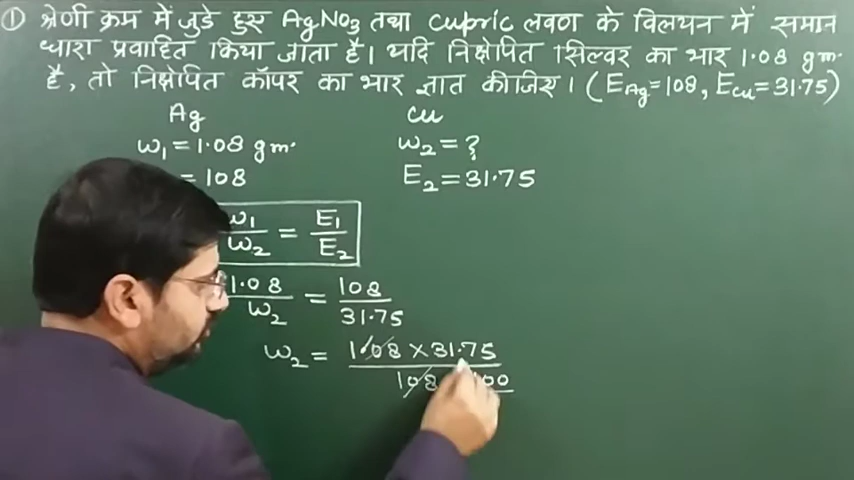 ① श्रेणी क्रम में जुडे हुए AgNO3 तथा Cupric लवण के विलयन में समान
धारा प्रवाहित किया जाता है। यदि निक्षेपित सिल्वर का भार 1.08 gm.
है, तो निक्षेपित कॉपर का भार ज्ञात कीजिए। (EAg=108, ECu=31.75)
Ag Cu
W1 = 1.08 gm. W2 = ?
= 108 E2 = 31.75
W1/W2 = E1/E2
1.08/W2 = 108/31.75
W2 = 1.08 × 31.75
108 100